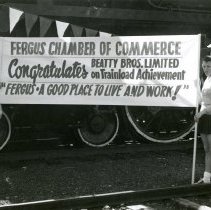 FERGUS CHAMBER OF COMMERCE
Congratulates BEATTY BROS. LIMITED
on Trainload Achievement
"FERGUS · A GOOD PLACE TO LIVE AND WORK!"